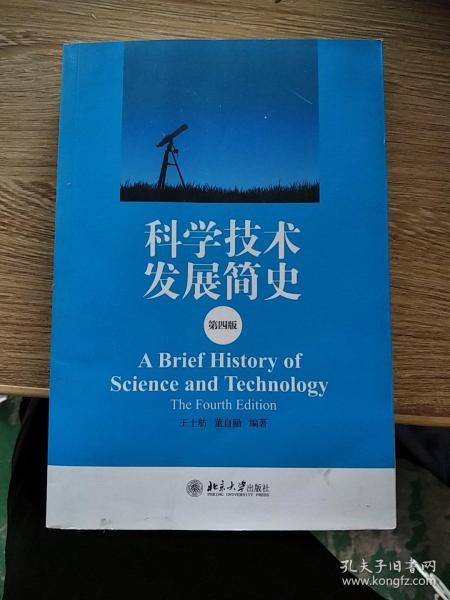 科学技术
发展简史
第四版
A Brief History of
Science and Technology
The Fourth Edition
王士舫 董自励 编著
北京大学出版社
PEKING UNIVERSITY PRESS
孔夫子旧书网
www.kongfz.com